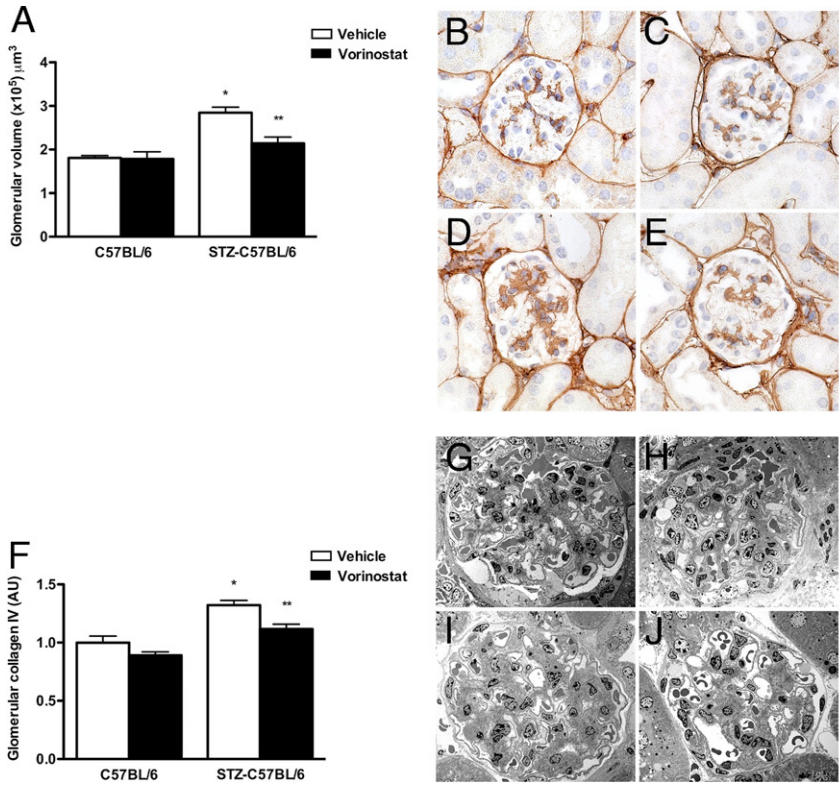 A
Vehicle
Vorinostat
Glomerular volume (x10⁵) µm³
4
3
2
1
0
*
**
C57BL/6
STZ-C57BL/6
B
C
D
E
F
Vehicle
Vorinostat
Glomerular collagen IV (AU)
1.5
1.0
0.5
0.0
*
**
C57BL/6
STZ-C57BL/6
G
H
I
J